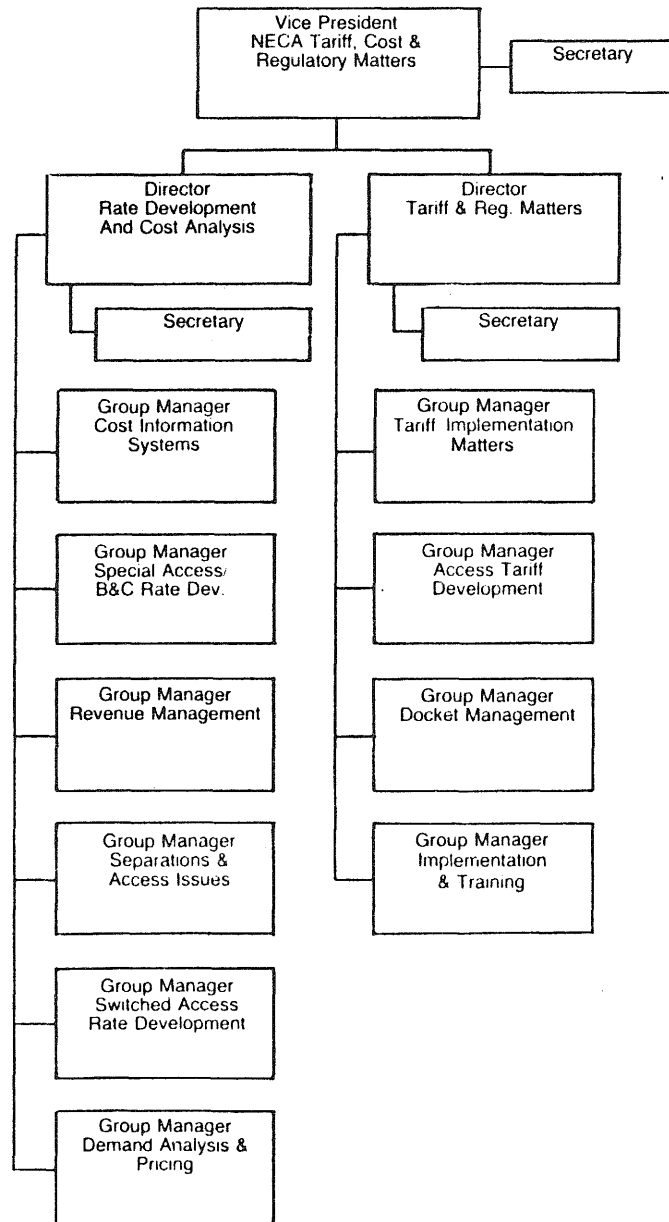 Vice President
NECA Tariff, Cost &
Regulatory Matters
Secretary
Director
Rate Development
And Cost Analysis
Director
Tariff & Reg. Matters
Secretary
Secretary
Group Manager
Cost Information
Systems
Group Manager
Tariff Implementation
Matters
Group Manager
Special Access/
B&C Rate Dev.
Group Manager
Access Tariff
Development
Group Manager
Revenue Management
Group Manager
Docket Management
Group Manager
Separations &
Access Issues
Group Manager
Implementation
& Training
Group Manager
Switched Access
Rate Development
Group Manager
Demand Analysis &
Pricing